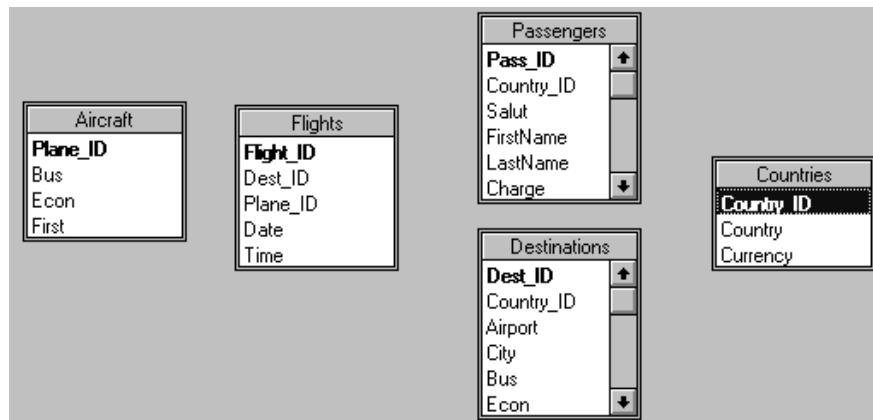 Aircraft
Plane_ID
Bus
Econ
First
Flights
Flight_ID
Dest_ID
Plane_ID
Date
Time
Passengers
Pass_ID
Country_ID
Salut
FirstName
LastName
Charge
Destinations
Dest_ID
Country_ID
Airport
City
Bus
Econ
Countries
Country_ID
Country
Currency